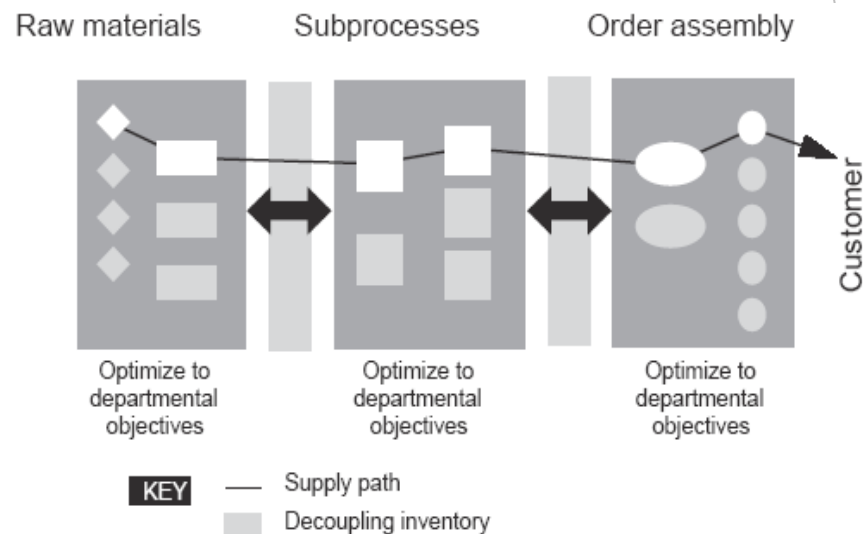 Raw materials
Subprocesses
Order assembly
Customer
Optimize to
departmental
objectives
Optimize to
departmental
objectives
Optimize to
departmental
objectives
KEY
Supply path
Decoupling inventory